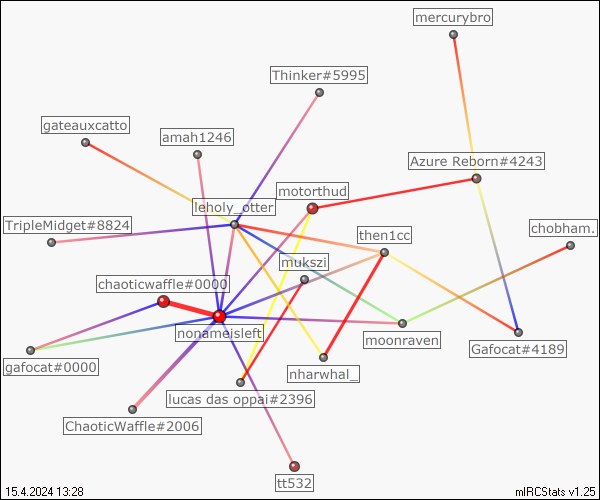 mercurybro
Thinker#5995
gateauxcatto
amah1246
Azure Reborn#4243
motorthud
leholy_otter
TripleMidget#8824
then1cc
chobham.
mukszi
chaoticwaffle#0000
nonameisleft
moonraven
Gafocat#4189
gafocat#0000
nharwhal_
lucas das oppai#2396
ChaoticWaffle#2006
tt532
15.4.2024 13:28
mIRCStats v1.25